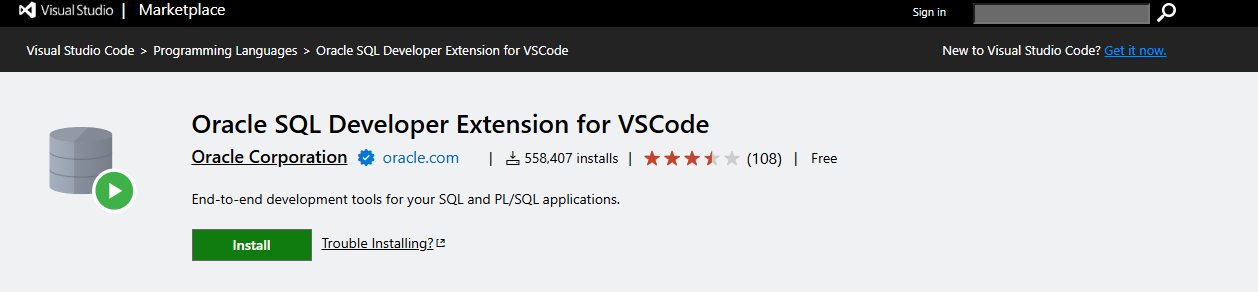 Visual Studio | Marketplace Sign in
Visual Studio Code > Programming Languages > Oracle SQL Developer Extension for VSCode New to Visual Studio Code? Get it now.
Oracle SQL Developer Extension for VSCode
Oracle Corporation oracle.com | 558,407 installs | (108) | Free
End-to-end development tools for your SQL and PL/SQL applications.
Install Trouble Installing?